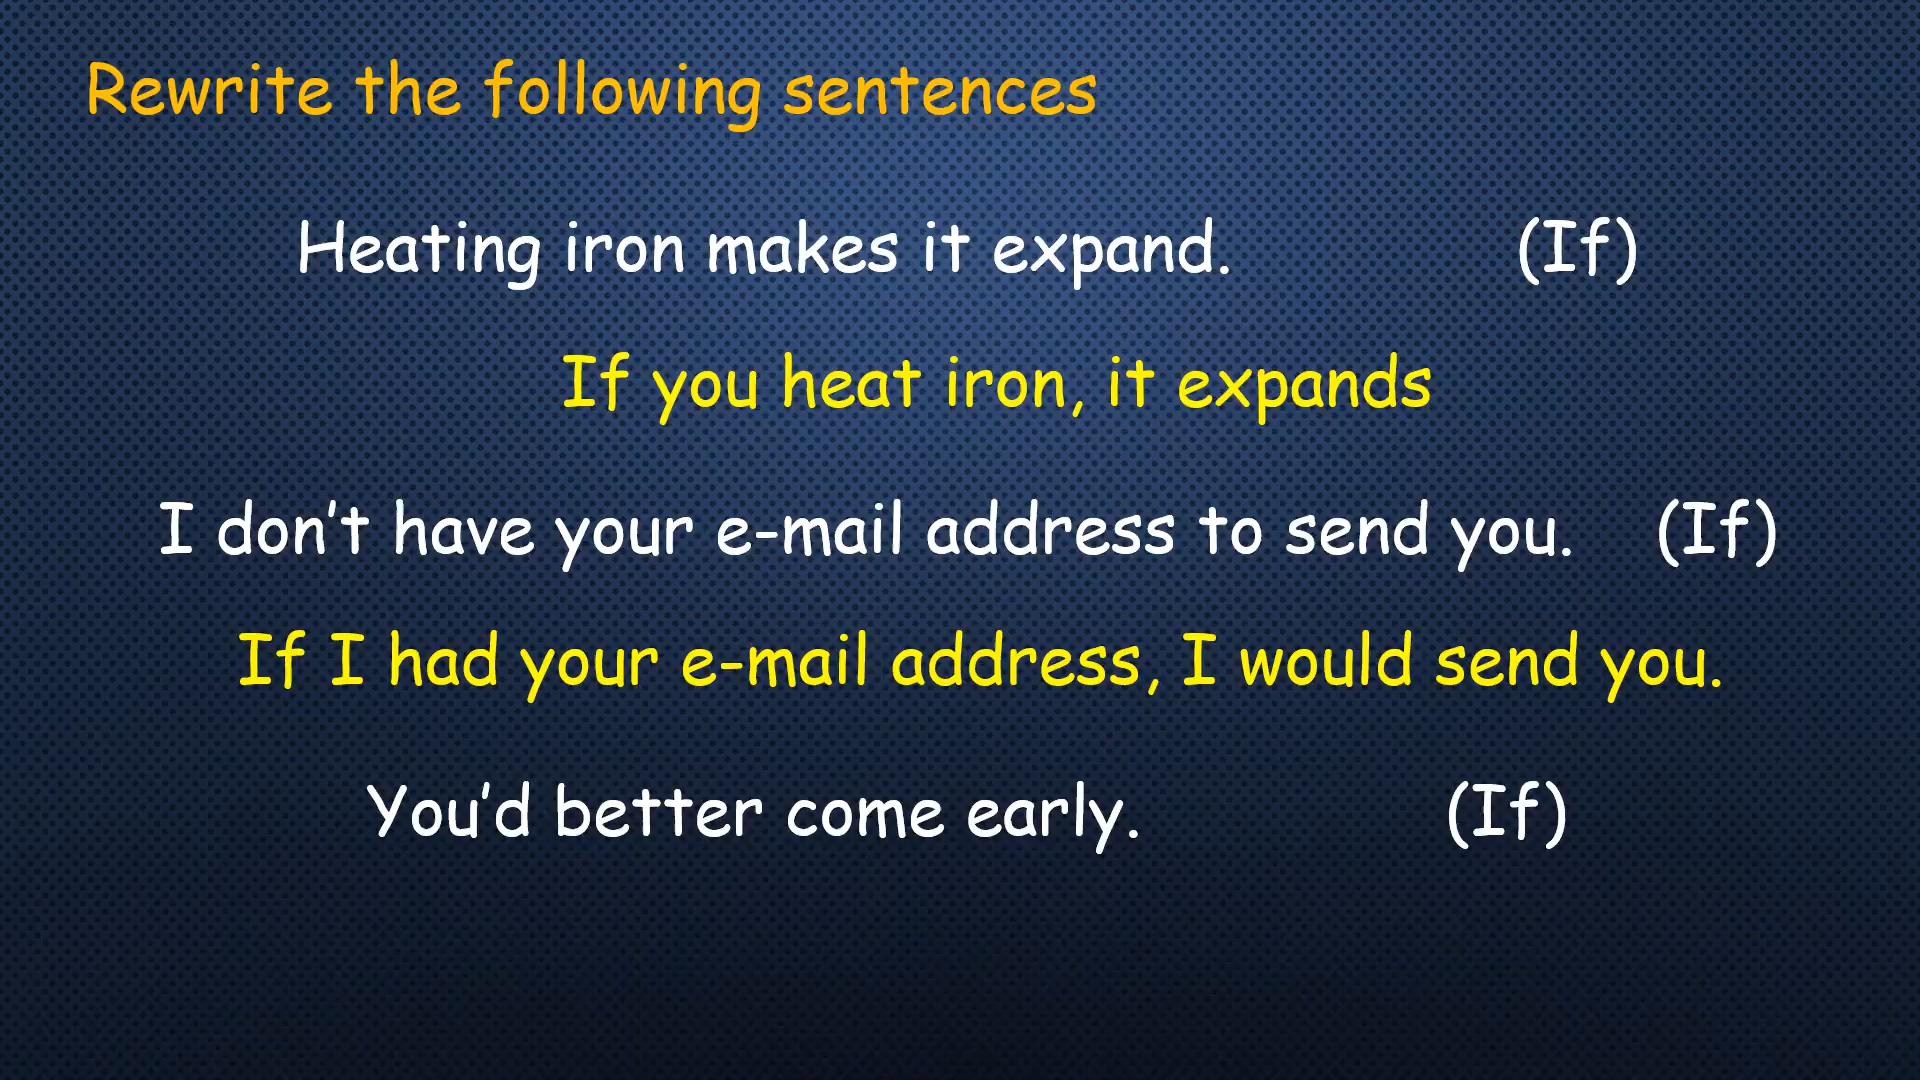 Rewrite the following sentences
Heating iron makes it expand. (If)
If you heat iron, it expands
I don’t have your e-mail address to send you. (If)
If I had your e-mail address, I would send you.
You’d better come early. (If)